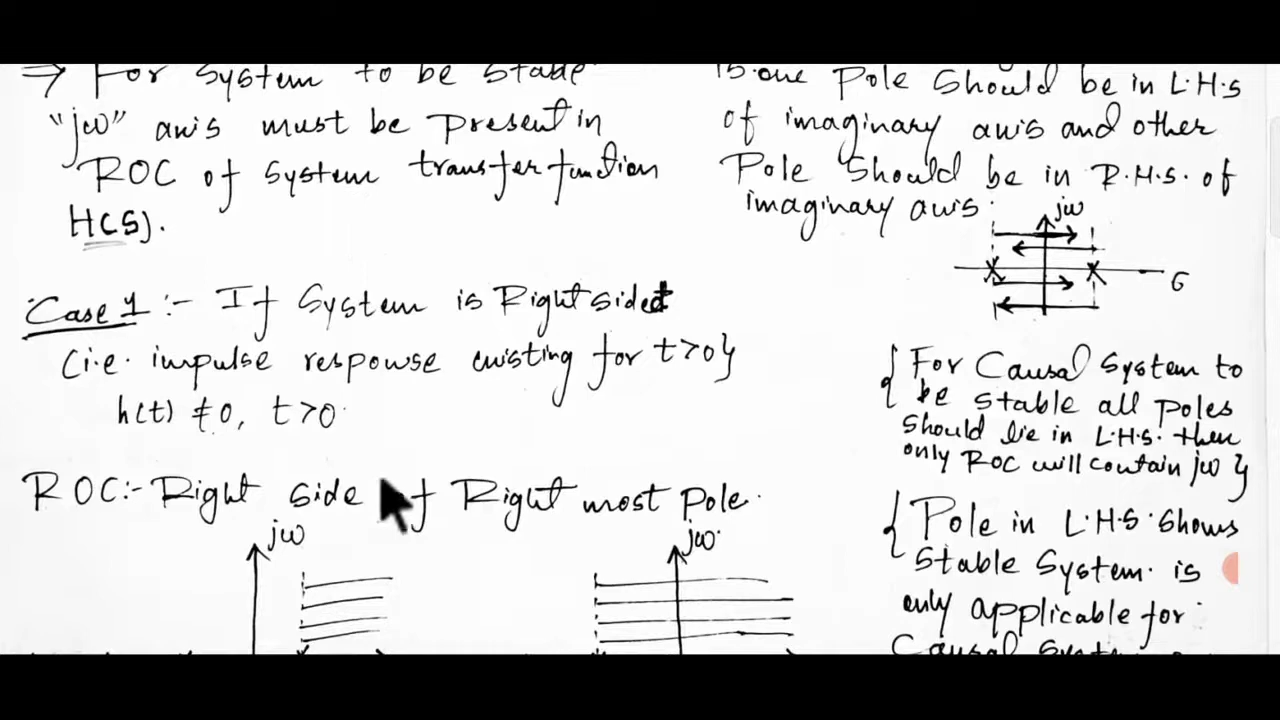 ⇒ For System to be Stable
"jω" axis must be present in
ROC of System transfer function
H(S).
Case 1 :- If System is Right sided
(i.e. impulse response existing for t>0}
h(t) ≠0, t>0
ROC:- Right side of Right most pole.
jω
jω
is one Pole should be in L.H.S
of imaginary axis and other
Pole Should be in R.H.S. of
imaginary axis.
jω
σ
{ For Causal System to
be stable all poles
should lie in L.H.S. then
only ROC will contain jω }
{ Pole in L.H.S. Shows
Stable System is
only applicable for
Causal System